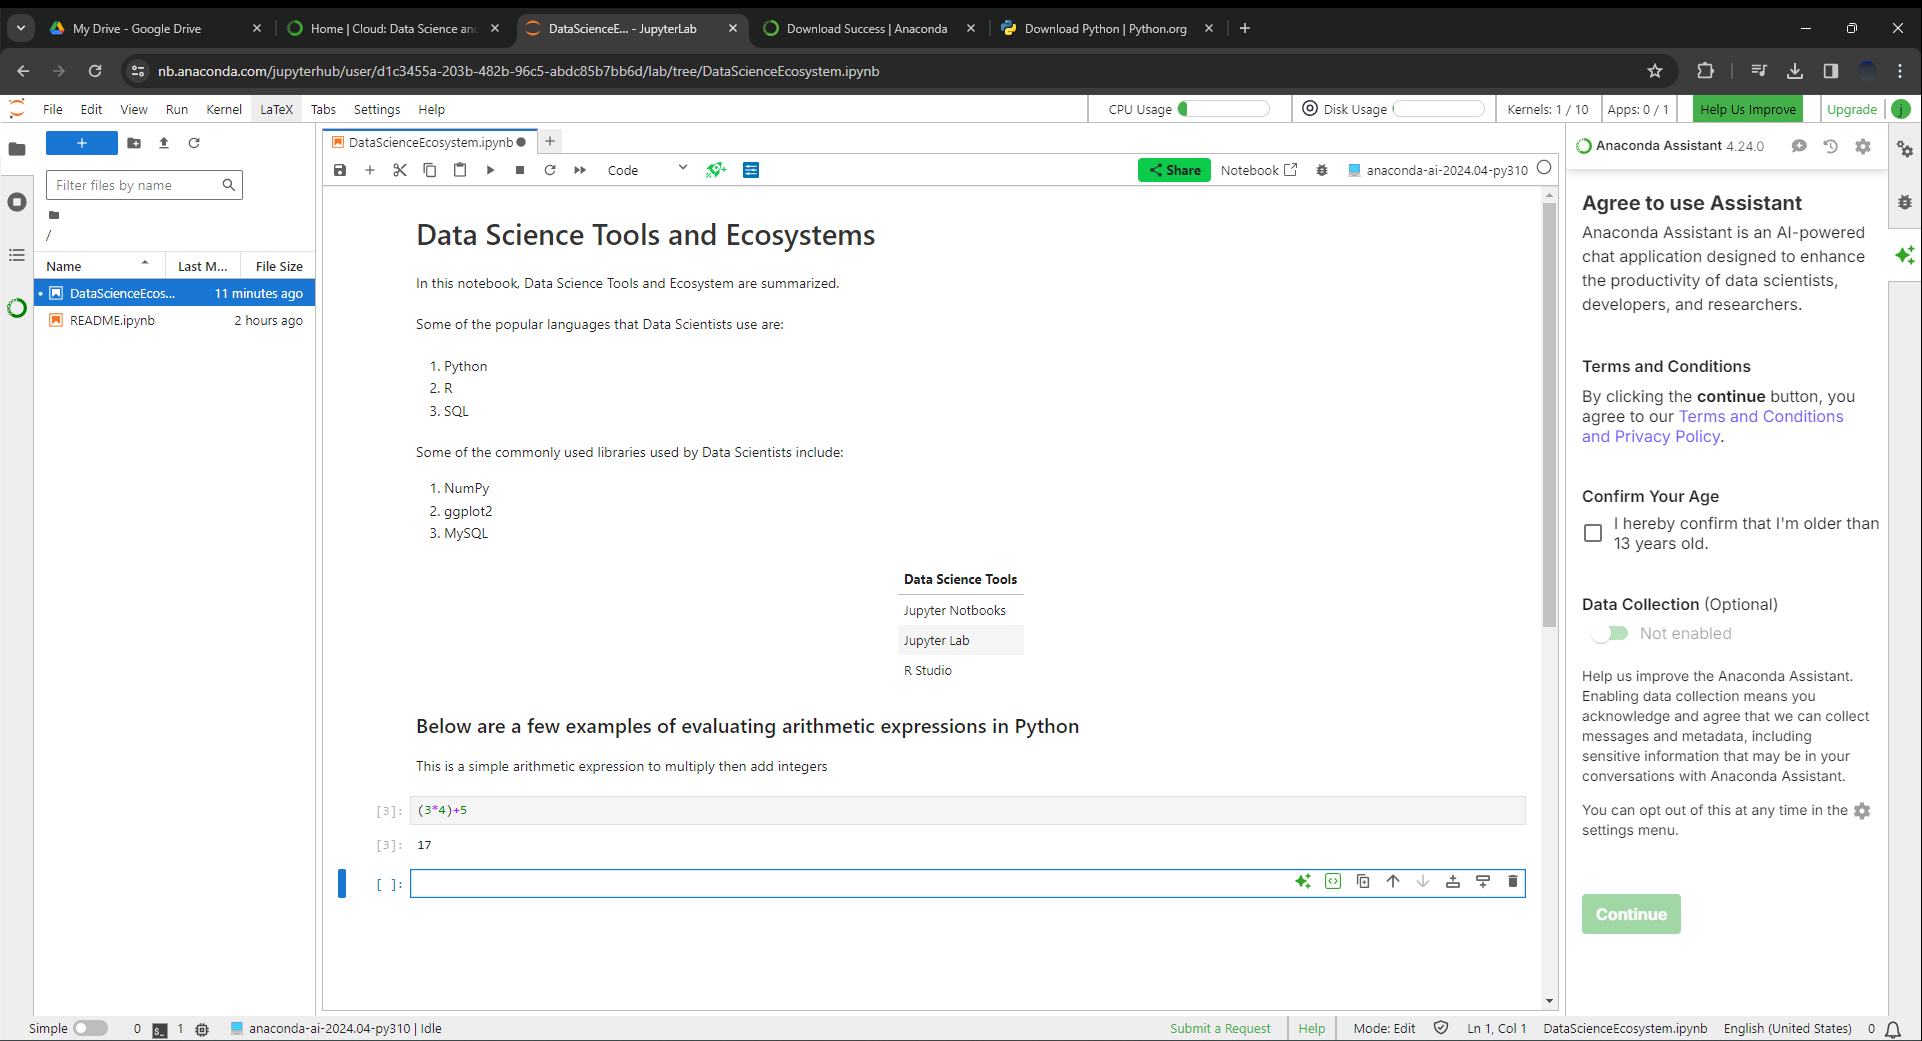 My Drive - Google Drive
Home | Cloud: Data Science an
DataScienceE... - JupyterLab
Download Success | Anaconda
Download Python | Python.org
nb.anaconda.com/jupyterhub/user/d1c3455a-203b-482b-96c5-abdc85b7bb6d/lab/tree/DataScienceEcosystem.ipynb
File Edit View Run Kernel LaTeX Tabs Settings Help
CPU Usage Disk Usage Kernels: 1 / 10 Apps: 0 / 1 Help Us Improve Upgrade j
Filter files by name
/
Name Last M... File Size
DataScienceEcos... 11 minutes ago
README.ipynb 2 hours ago
DataScienceEcosystem.ipynb
Code
Share Notebook anaconda-ai-2024.04-py310
Data Science Tools and Ecosystems
In this notebook, Data Science Tools and Ecosystem are summarized.
Some of the popular languages that Data Scientists use are:
1. Python
2. R
3. SQL
Some of the commonly used libraries used by Data Scientists include:
1. NumPy
2. ggplot2
3. MySQL
Data Science Tools
Jupyter Notbooks
Jupyter Lab
R Studio
Below are a few examples of evaluating arithmetic expressions in Python
This is a simple arithmetic expression to multiply then add integers
[3]: (3*4)+5
[3]: 17
[ ]:
Anaconda Assistant 4.24.0
Agree to use Assistant
Anaconda Assistant is an AI-powered
chat application designed to enhance
the productivity of data scientists,
developers, and researchers.
Terms and Conditions
By clicking the continue button, you
agree to our Terms and Conditions
and Privacy Policy.
Confirm Your Age
I hereby confirm that I'm older than
13 years old.
Data Collection (Optional)
Not enabled
Help us improve the Anaconda Assistant.
Enabling data collection means you
acknowledge and agree that we can collect
messages and metadata, including
sensitive information that may be in your
conversations with Anaconda Assistant.
You can opt out of this at any time in the
settings menu.
Continue
Simple 0 1 anaconda-ai-2024.04-py310 | Idle
Submit a Request Help Mode: Edit Ln 1, Col 1 DataScienceEcosystem.ipynb English (United States) 0